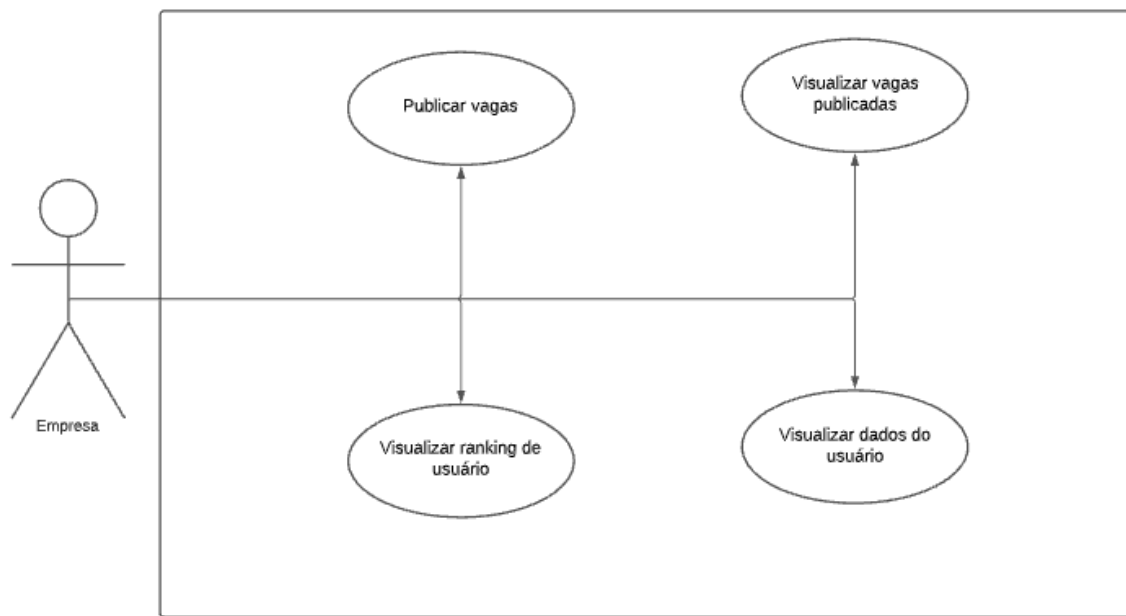 Publicar vagas
Visualizar vagas
publicadas
Empresa
Visualizar ranking de
usuário
Visualizar dados do
usuário